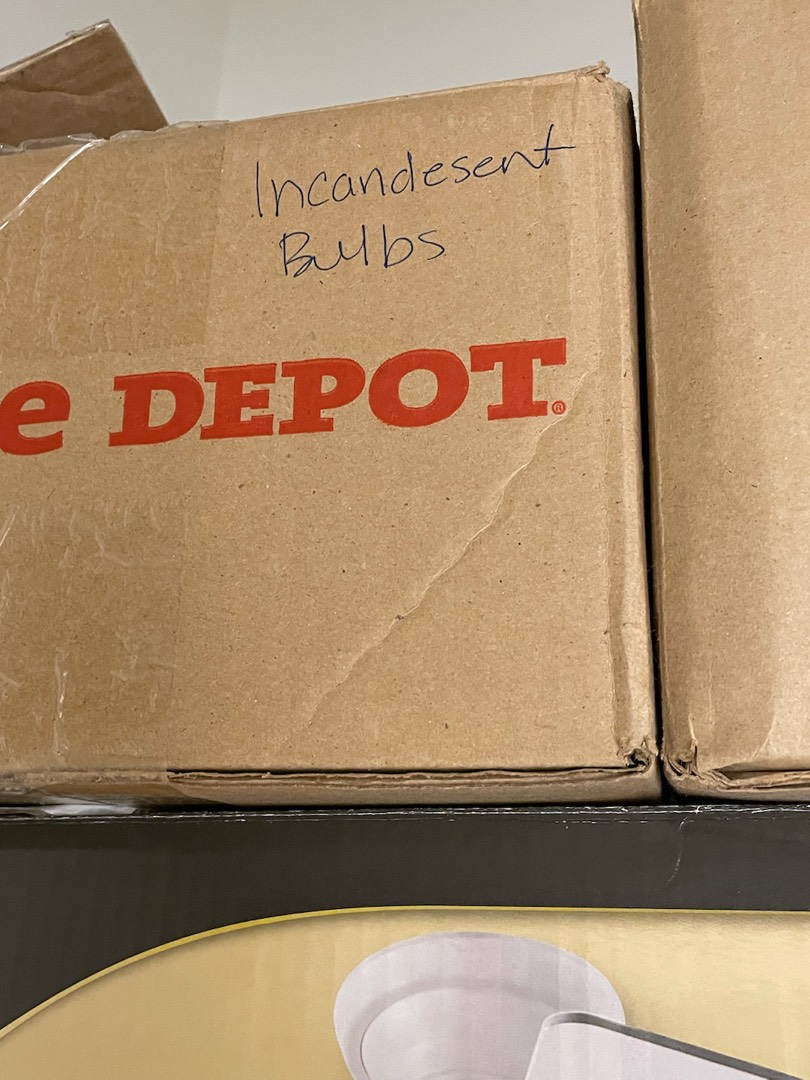 Incandesent
Bulbs
e DEPOT®